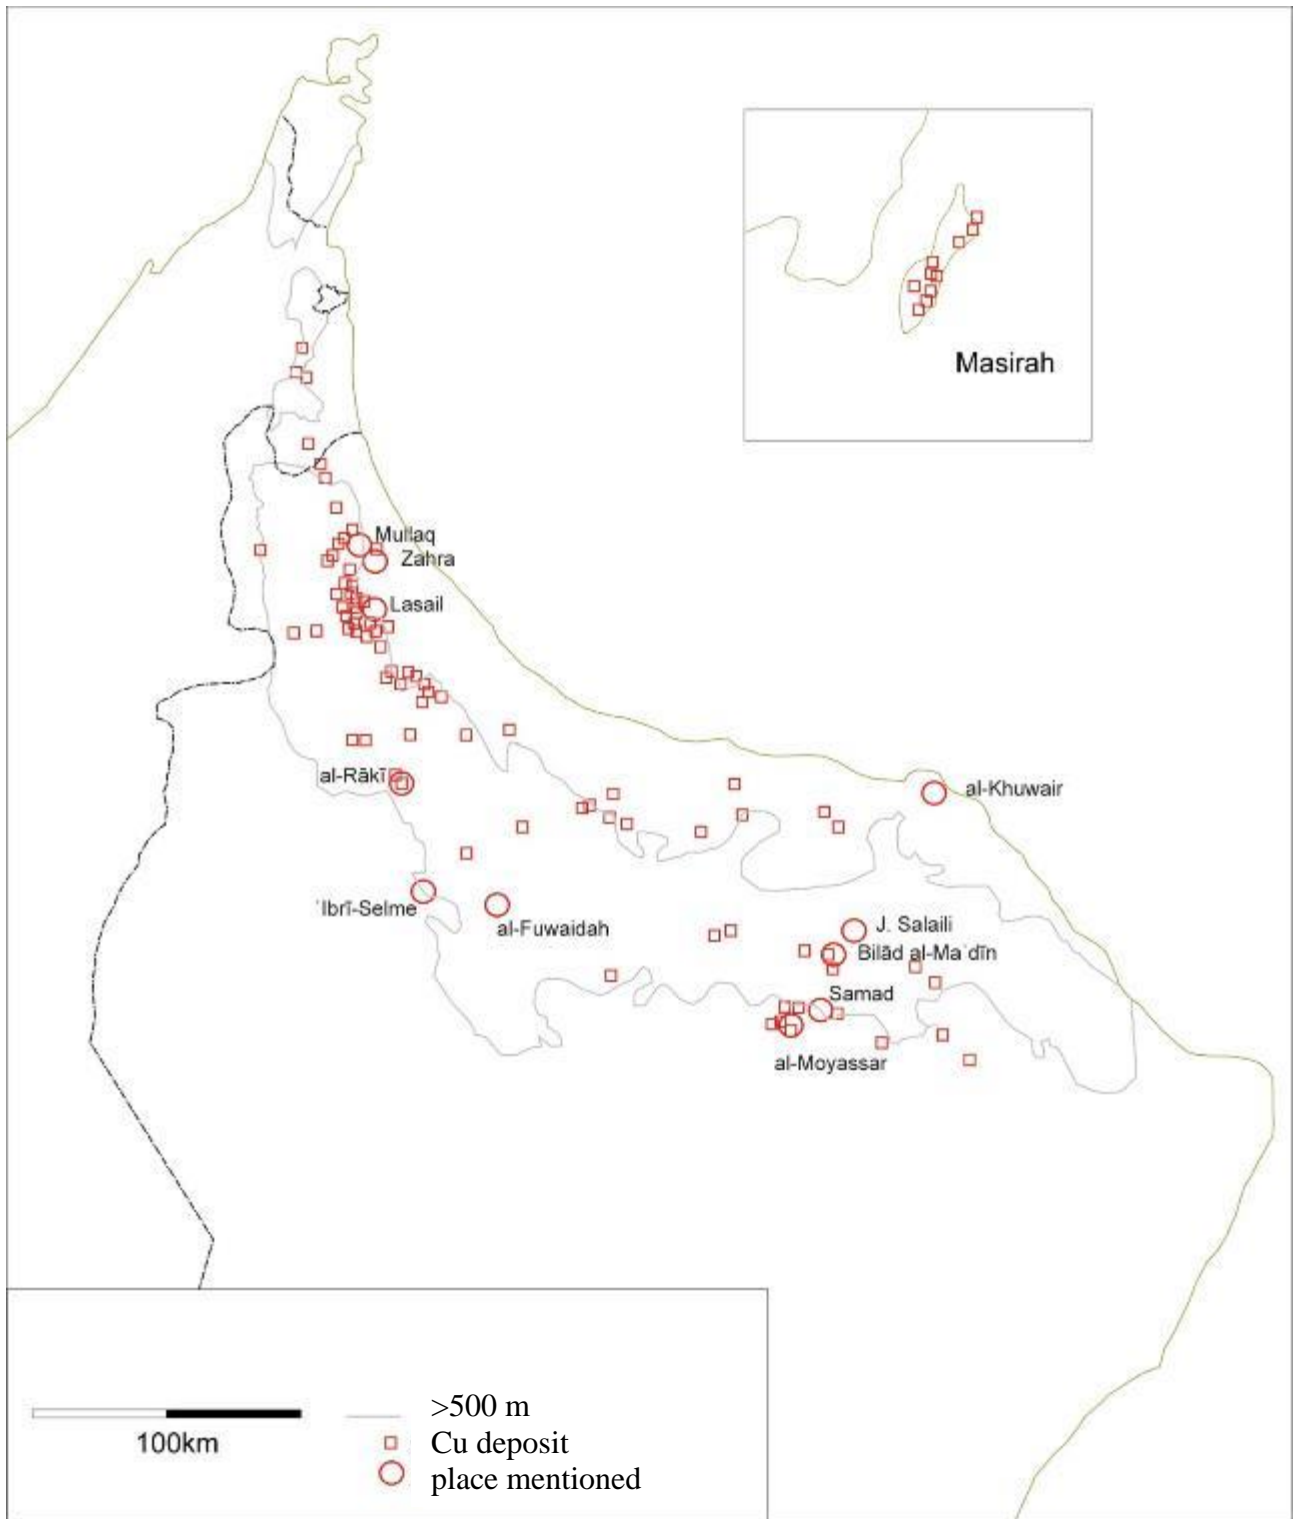 Masirah
Mullaq
Zahra
Lasail
al-Rākī
al-Khuwair
ʿIbrī-Selme
al-Fuwaidah
J. Salaili
Bilād al-Maʿdīn
Samad
al-Moyassar
>500 m
100km
Cu deposit
place mentioned